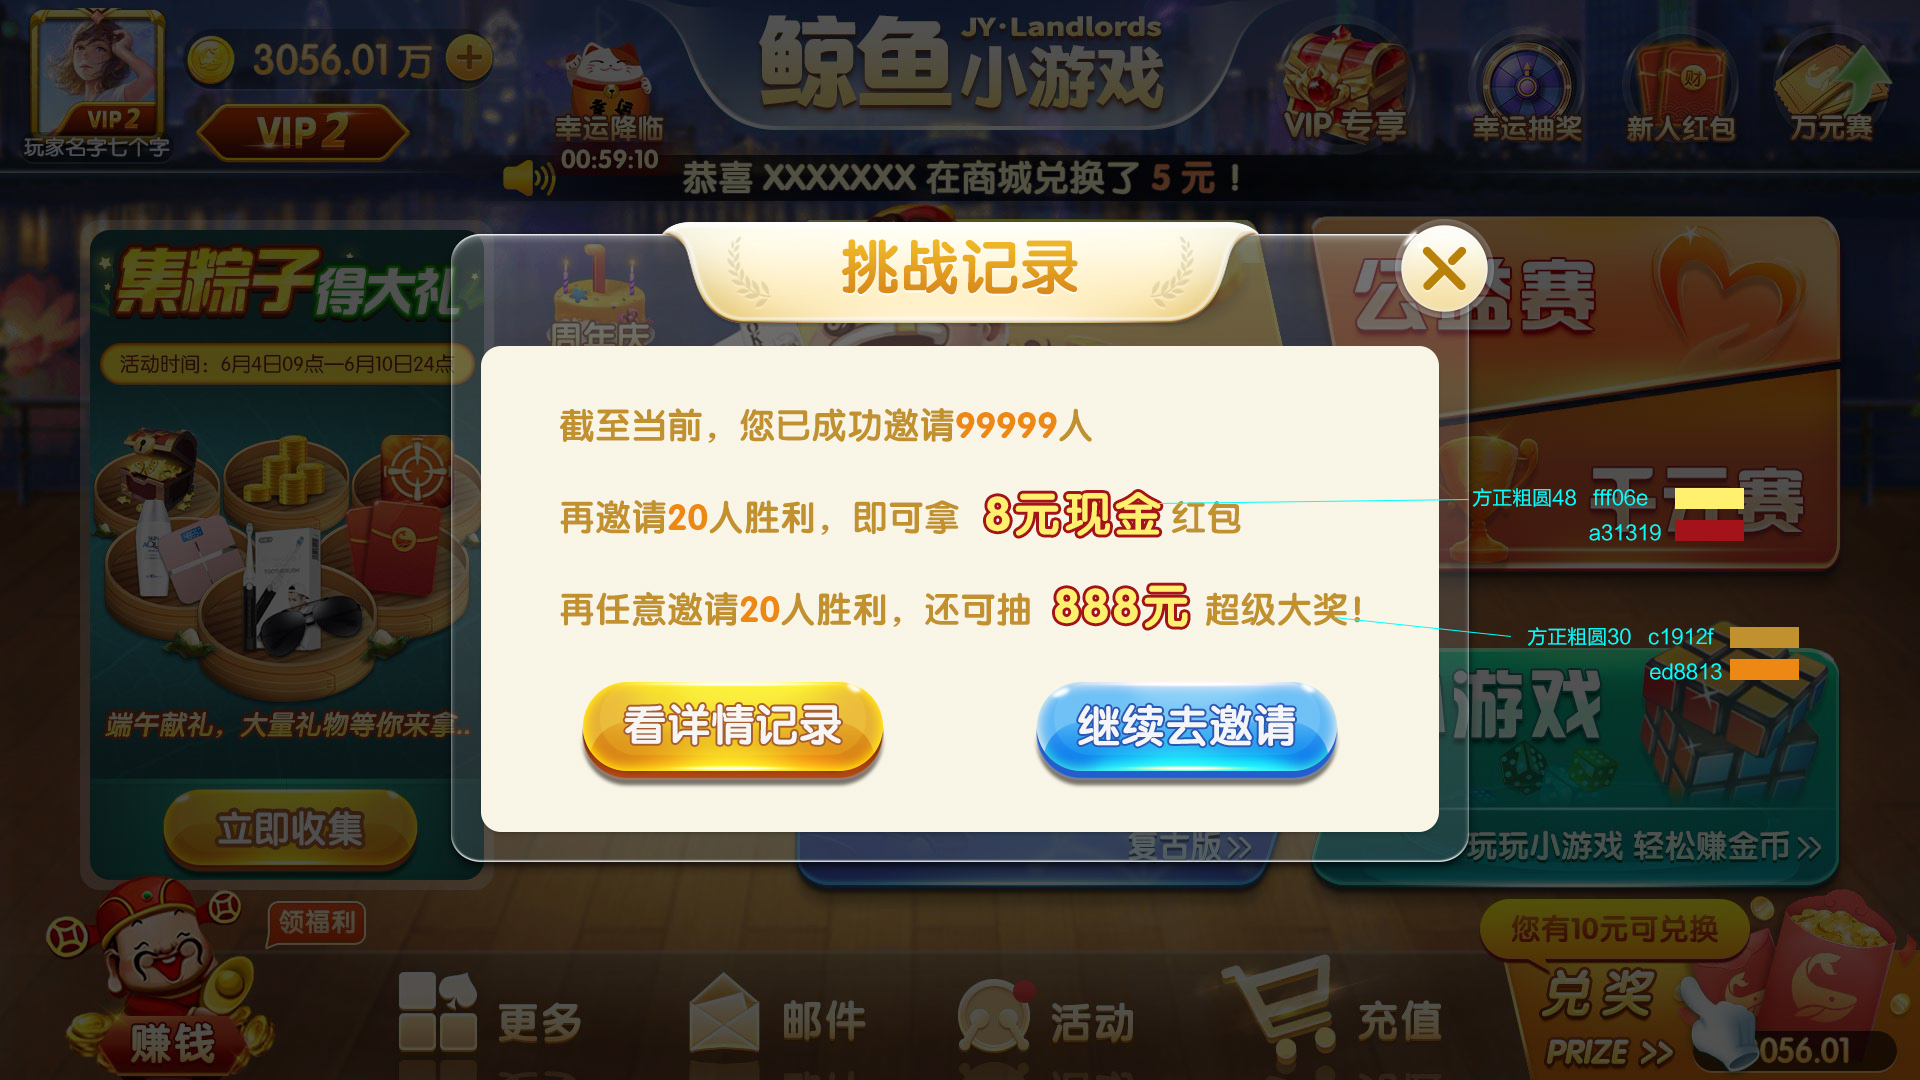 鲸鱼
JY·Landlords
小游戏
3056.01万
VIP 2
玩家名字七个字
VIP 2
幸运
幸运降临
00:59:10
VIP 专享
幸运抽奖
财
新人红包
万元赛
恭喜 XXXXXXX 在商城兑换了 5 元 !
集粽子得大礼
活动时间：6月4日09点—6月10日24点
端午献礼，大量礼物等你来拿..
立即收集
周年庆
公益赛
挑战记录
截至当前，您已成功邀请99999人
再邀请20人胜利，即可拿 8元现金 红包
再任意邀请20人胜利，还可抽 888元 超级大奖！
看详情记录
继续去邀请
方正粗圆48 fff06e
a31319
千元赛
方正粗圆30 c1912f
ed8813
小游戏
复古版 >>
玩玩小游戏 轻松赚金币 >>
领福利
赚钱
更多
邮件
活动
充值
您有10元可兑换
兑奖
PRIZE >>
056.01